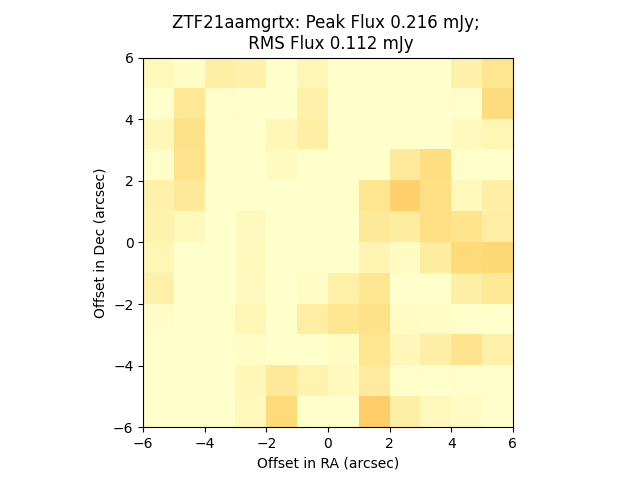 ZTF21aamgrtx: Peak Flux 0.216 mJy;
RMS Flux 0.112 mJy
6
4
2
0
−2
−4
−6
Offset in Dec (arcsec)
−6 −4 −2 0 2 4 6
Offset in RA (arcsec)